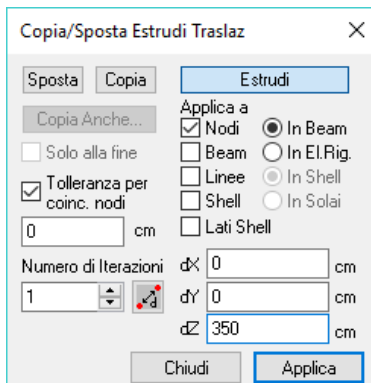 Copia/Sposta Estrudi Traslaz
Sposta Copia Estrudi
Copia Anche...
Applica a
Nodi In Beam
Solo alla fine
Beam In El.Rig.
Tolleranza per
coinc. nodi
Linee In Shell
Shell In Solai
0 cm
Lati Shell
Numero di Iterazioni
1
dX 0 cm
dY 0 cm
dZ 350 cm
Chiudi Applica